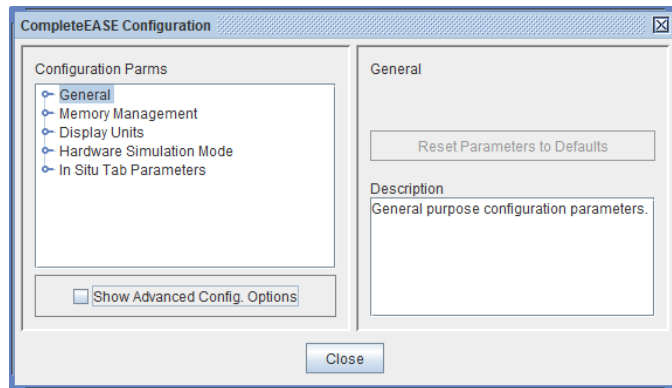 CompleteEASE Configuration
Configuration Parms
General
Memory Management
Display Units
Hardware Simulation Mode
In Situ Tab Parameters
Show Advanced Config. Options
General
Reset Parameters to Defaults
Description
General purpose configuration parameters.
Close